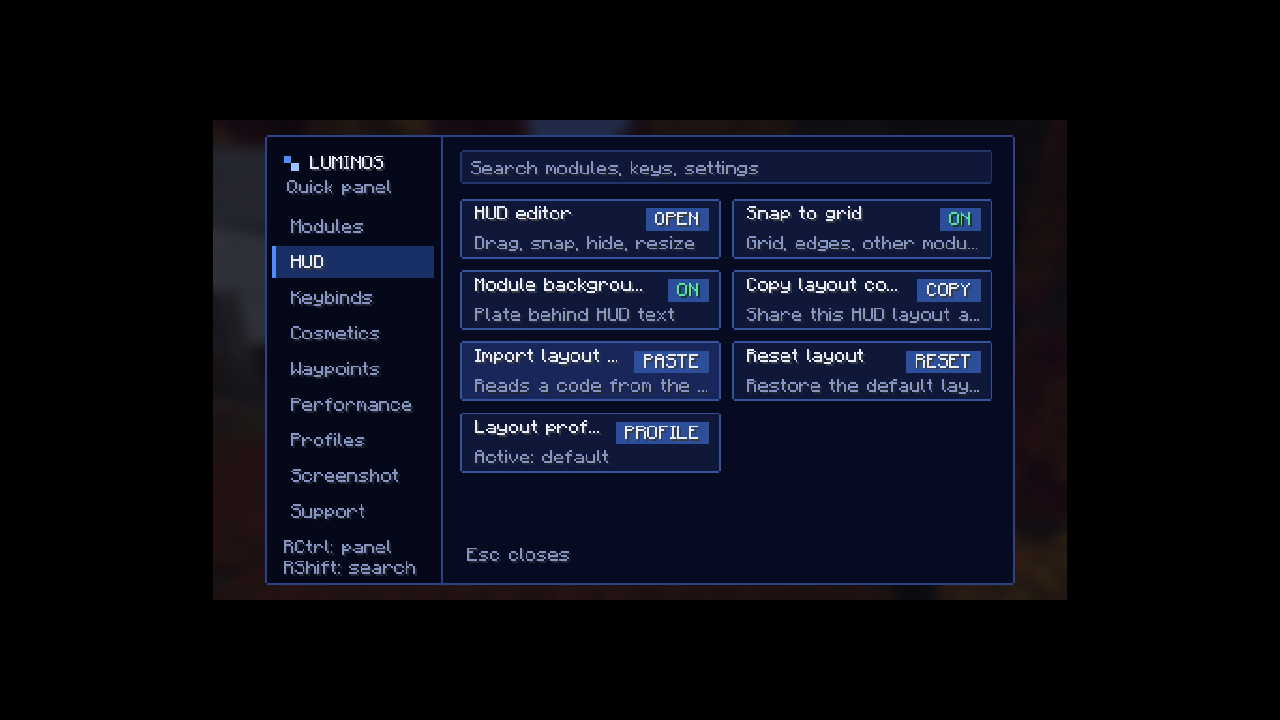 LUMINOS
Quick panel
Modules
HUD
Keybinds
Cosmetics
Waypoints
Performance
Profiles
Screenshot
Support
RCtrl: panel
RShift: search
Search modules, keys, settings
HUD editor OPEN
Drag, snap, hide, resize
Snap to grid ON
Grid, edges, other modu...
Module backgrou... ON
Plate behind HUD text
Copy layout co... COPY
Share this HUD layout a...
Import layout ... PASTE
Reads a code from the ...
Reset layout RESET
Restore the default lay...
Layout prof... PROFILE
Active: default
Esc closes